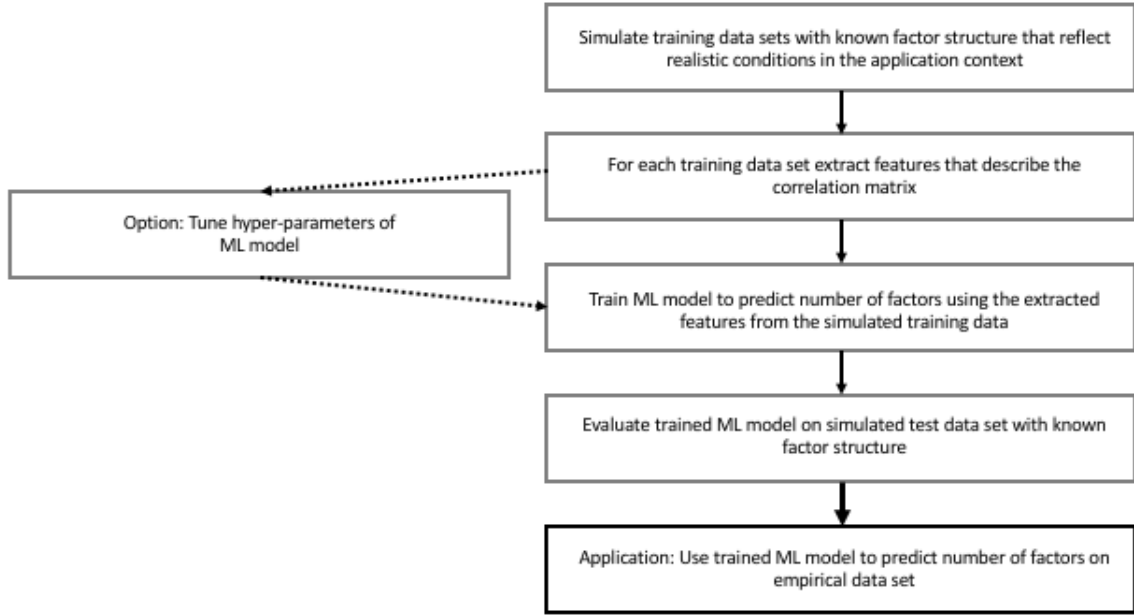 Simulate training data sets with known factor structure that reflect
realistic conditions in the application context
For each training data set extract features that describe the
correlation matrix
Option: Tune hyper-parameters of
ML model
Train ML model to predict number of factors using the extracted
features from the simulated training data
Evaluate trained ML model on simulated test data set with known
factor structure
Application: Use trained ML model to predict number of factors on
empirical data set